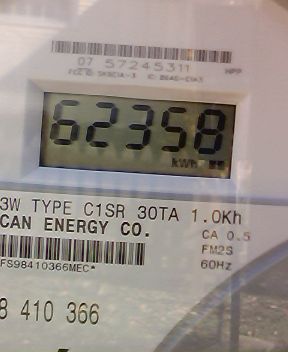 07 57245311
HPP
62358
kWh
3W TYPE C1SR 30TA 1.0Kh
CAN ENERGY CO.
CA 0.5
FM2S
FS98410366MEC*
60Hz
8 410 366